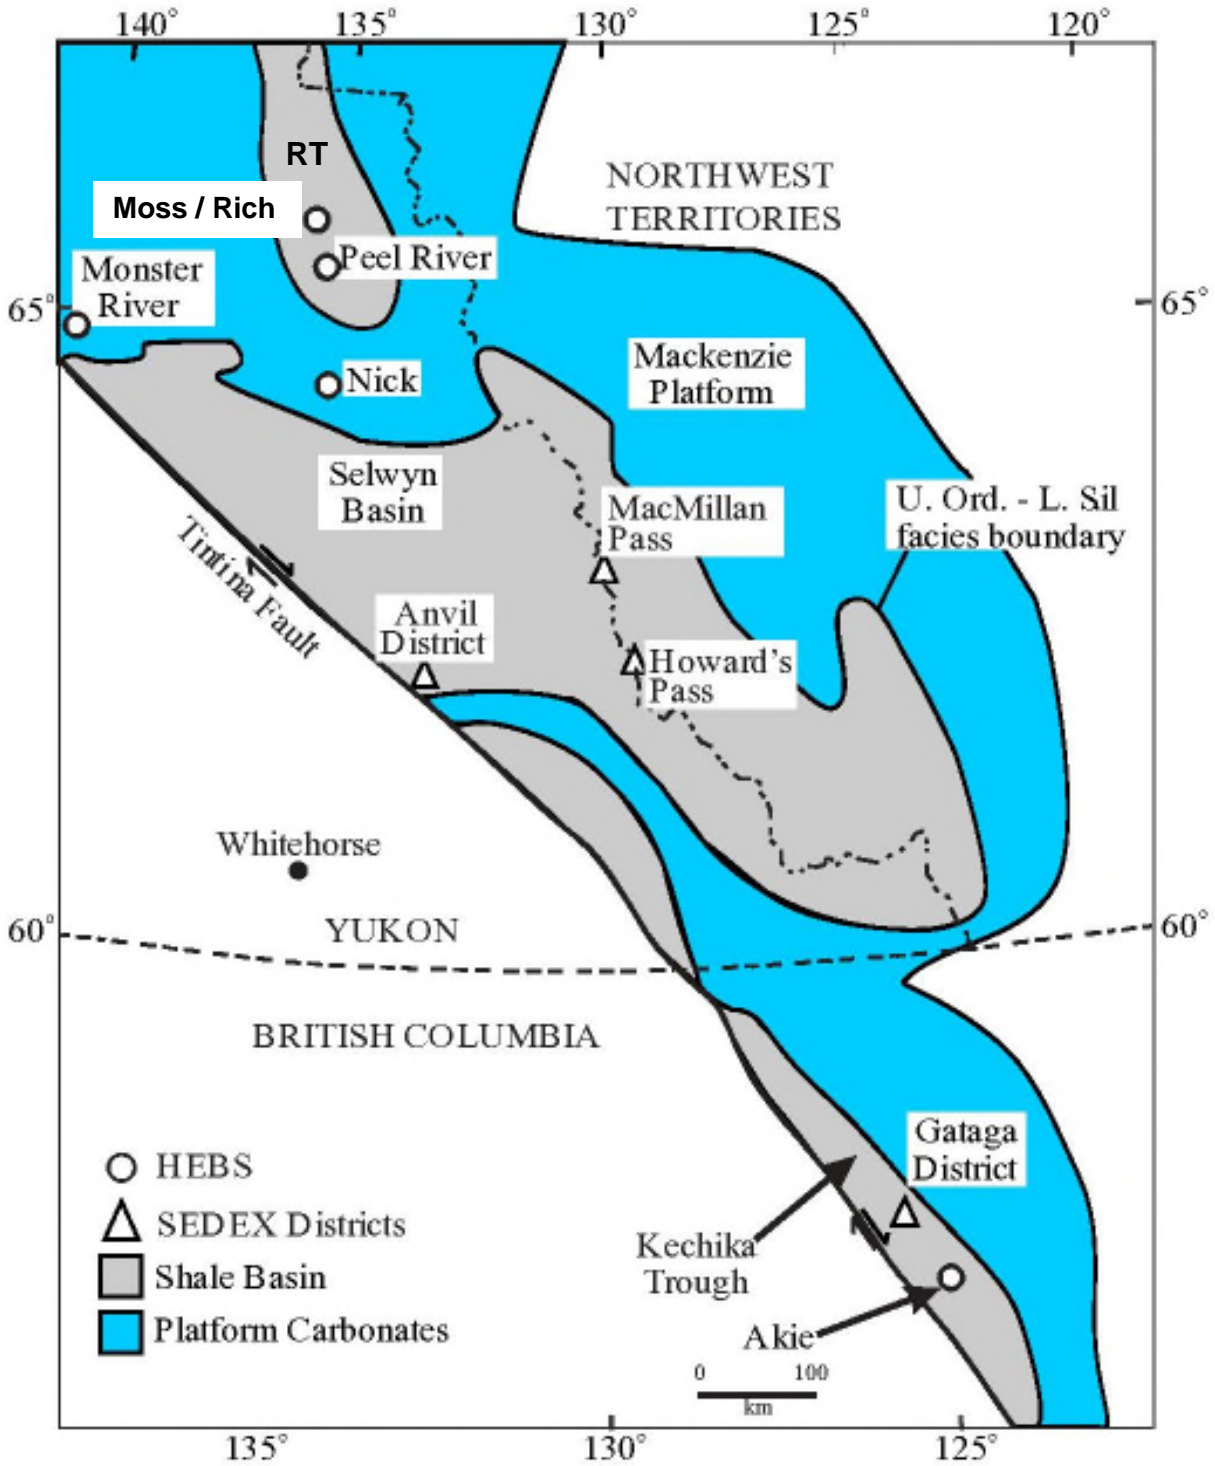 140° 135° 130° 125° 120°
RT
NORTHWEST
TERRITORIES
Moss / Rich
Peel River
Monster
River
65° 65°
Mackenzie
Platform
Nick
Selwyn
Basin
U. Ord. - L. Sil
facies boundary
MacMillan
Pass
Tintina Fault
Anvil
District
Howard's
Pass
Whitehorse
60° 60°
YUKON
BRITISH COLUMBIA
Gataga
District
HEBS
SEDEX Districts
Kechika
Trough
Shale Basin
Platform Carbonates
Akie
0 100
km
135° 130° 125°